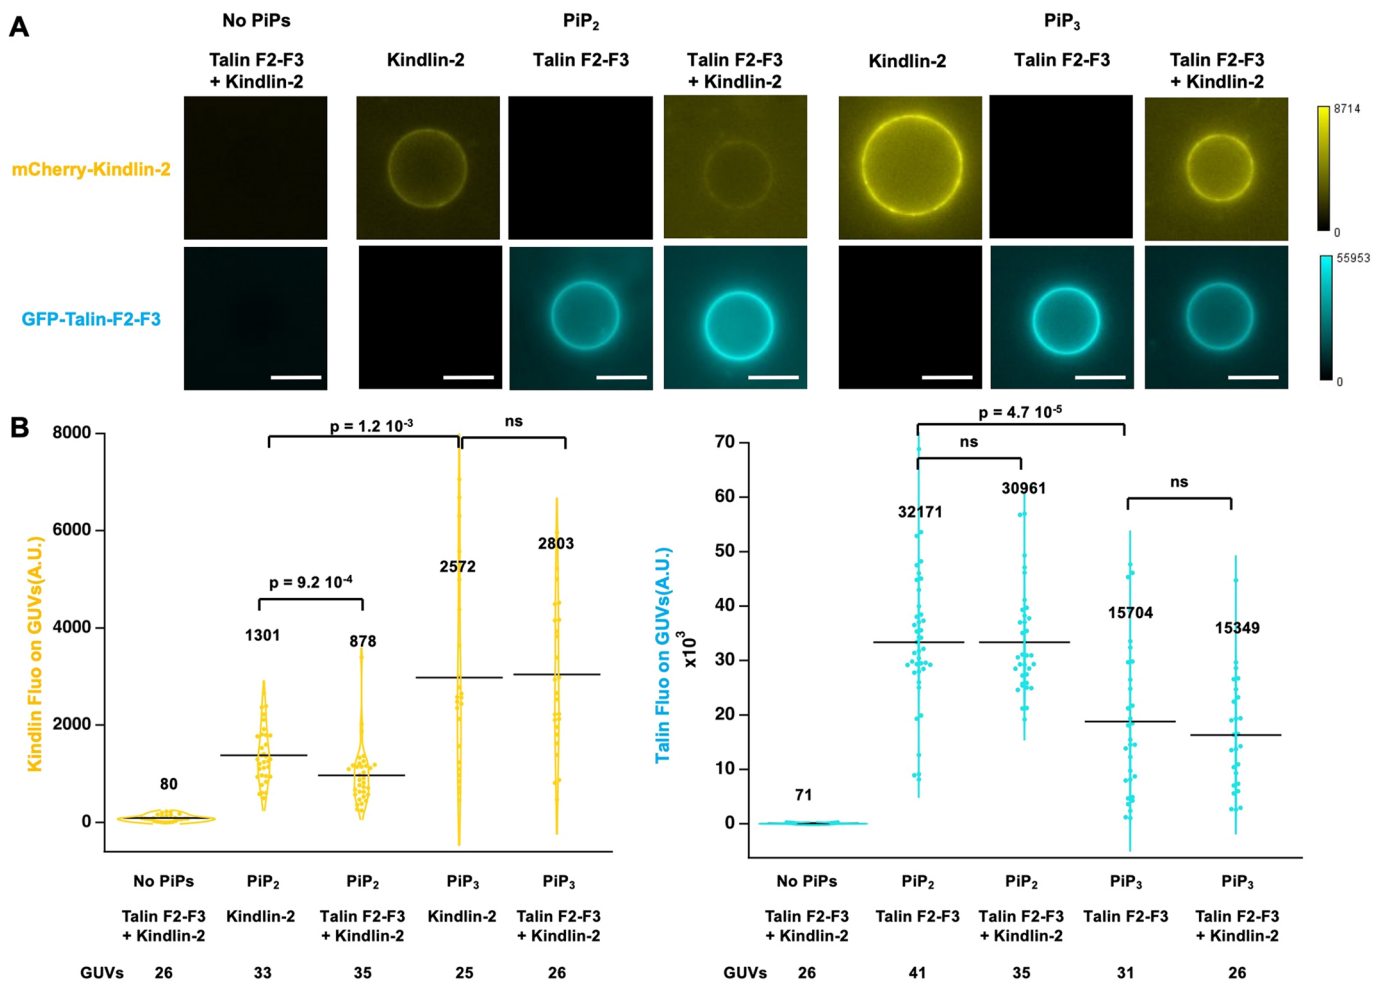 A
No PiPs
PiP₂
PiP₃
Talin F2-F3
+ Kindlin-2
Kindlin-2
Talin F2-F3
Talin F2-F3
+ Kindlin-2
Kindlin-2
Talin F2-F3
Talin F2-F3
+ Kindlin-2
mCherry-Kindlin-2
8714
0
GFP-Talin-F2-F3
55953
0
B
Kindlin Fluo on GUVs(A.U.)
8000
6000
4000
2000
0
p = 1.2 10⁻³
ns
p = 9.2 10⁻⁴
80
1301
878
2572
2803
No PiPs
PiP₂
PiP₂
PiP₃
PiP₃
Talin F2-F3
+ Kindlin-2
Kindlin-2
Talin F2-F3
+ Kindlin-2
Kindlin-2
Talin F2-F3
+ Kindlin-2
GUVs 26 33 35 25 26
Talin Fluo on GUVs(A.U.)
x10³
70
60
50
40
30
20
10
0
p = 4.7 10⁻⁵
ns
ns
71
32171
30961
15704
15349
No PiPs
PiP₂
PiP₂
PiP₃
PiP₃
Talin F2-F3
+ Kindlin-2
Talin F2-F3
Talin F2-F3
+ Kindlin-2
Talin F2-F3
Talin F2-F3
+ Kindlin-2
GUVs 26 41 35 31 26